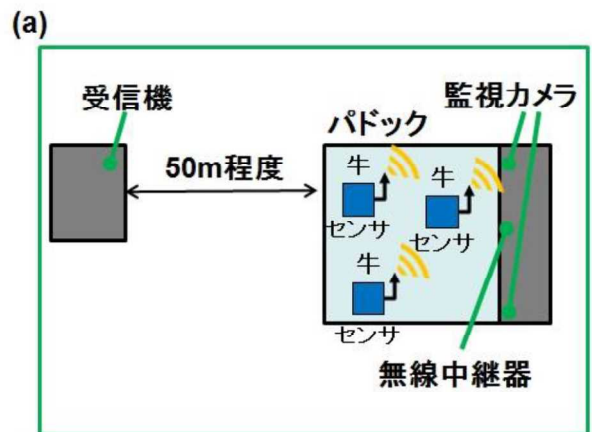 (a)
受信機
監視カメラ
パドック
50m程度
牛
牛
センサ
センサ
牛
センサ
無線中継器